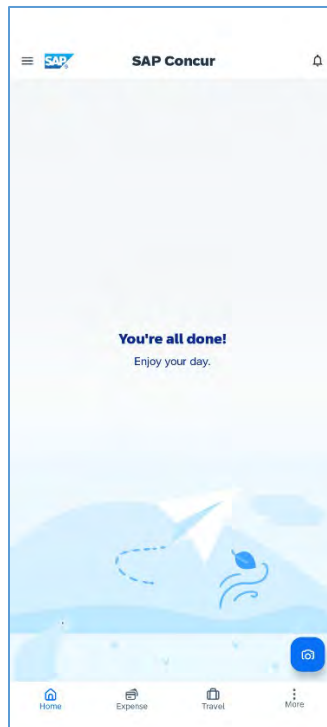 SAP
SAP Concur
You're all done!
Enjoy your day.
Home
Expense
Travel
More